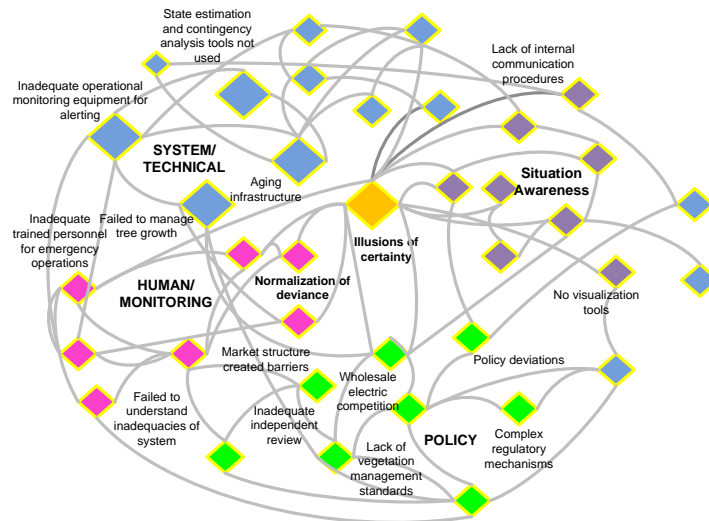 State estimation
and contingency
analysis tools not
used
Lack of internal
communication
procedures
Inadequate operational
monitoring equipment for
alerting
SYSTEM/
TECHNICAL
Situation
Awareness
Aging
infrastructure
Inadequate
trained personnel
for emergency
operations
Failed to manage
tree growth
Illusions of
certainty
HUMAN/
MONITORING
Normalization of
deviance
No visualization
tools
Market structure
created barriers
Policy deviations
Wholesale
electric
competition
Failed to
understand
inadequacies of
system
Inadequate
independent
review
POLICY
Complex
regulatory
mechanisms
Lack of
vegetation
management
standards